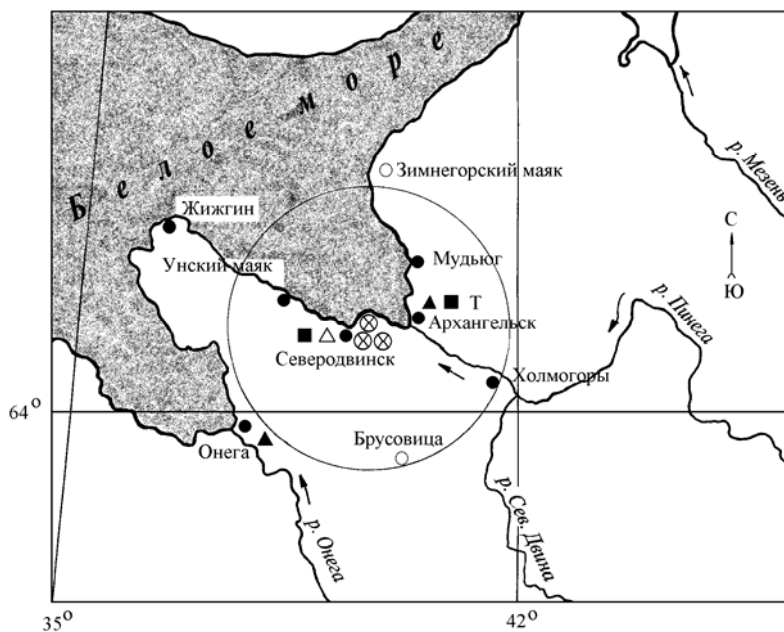 Белое море
Зимнегорский маяк
р. Мезень
Жижгин
С
Унский маяк
Мудьюг
Ю
Т
р. Пинега
Архангельск
Северодвинск
Холмогоры
64°
Брусовица
Онега
р. Сев. Двина
р. Онега
35°
42°